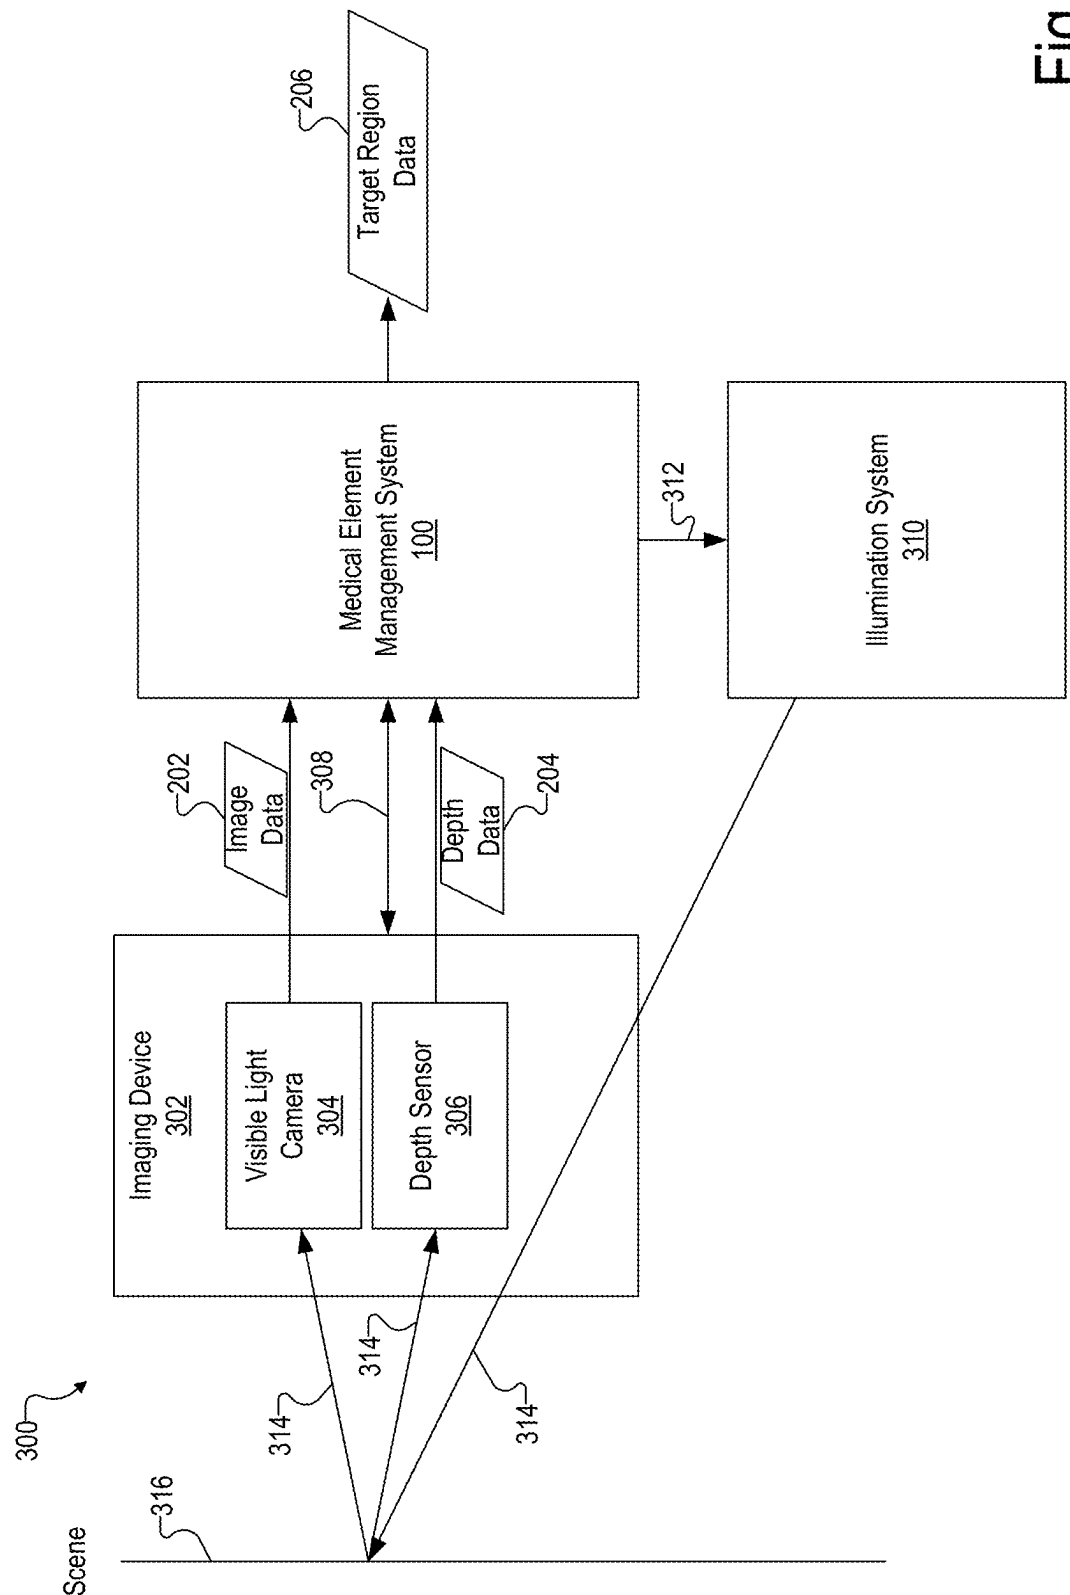 300
Scene
316
314
314
314
Imaging Device
302
Visible Light
Camera
304
Depth Sensor
306
202
Image
Data
308
Depth
Data
204
Medical Element
Management System
100
312
Illumination System
310
206
Target Region
Data
Fig